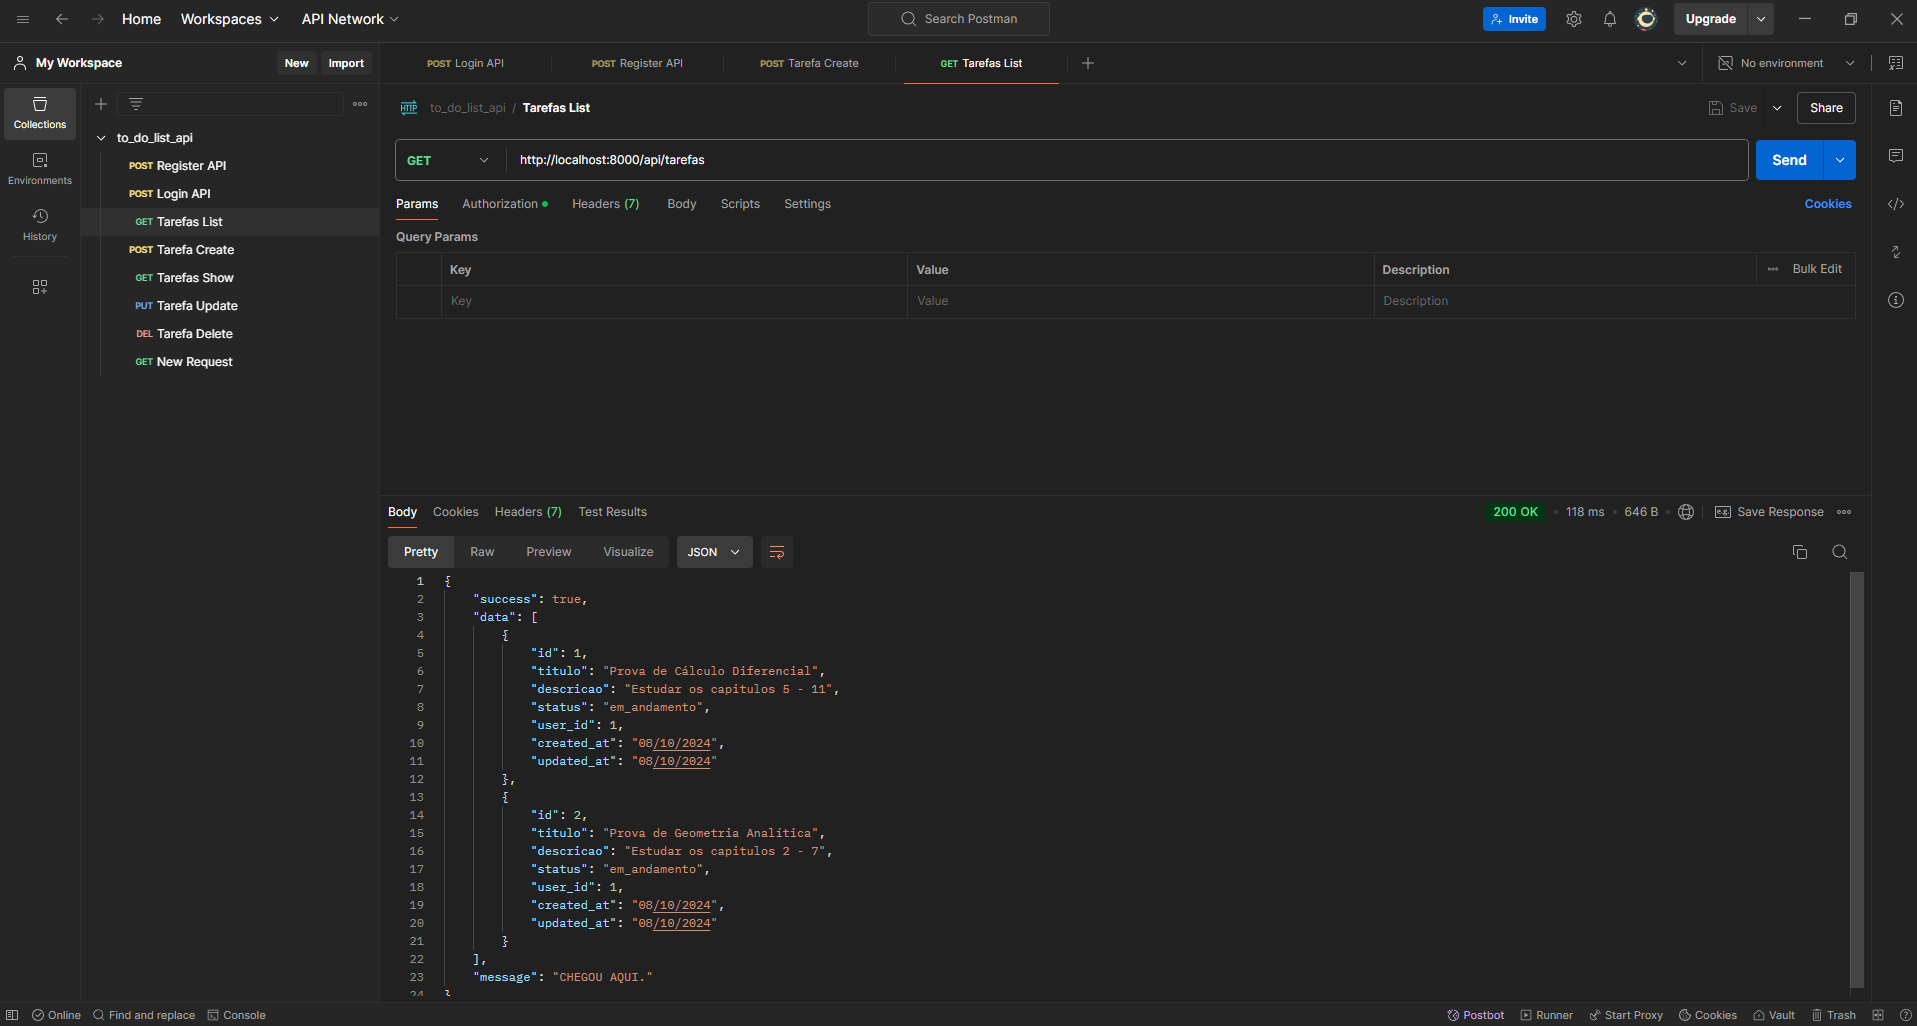 Home Workspaces API Network Search Postman Invite Upgrade
My Workspace New Import POST Login API POST Register API POST Tarefa Create GET Tarefas List No environment
Collections
Environments
History
to_do_list_api
POST Register API
POST Login API
GET Tarefas List
POST Tarefa Create
GET Tarefas Show
PUT Tarefa Update
DEL Tarefa Delete
GET New Request
HTTP to_do_list_api / Tarefas List Save Share
GET http://localhost:8000/api/tarefas Send
Params Authorization Headers (7) Body Scripts Settings Cookies
Query Params
Key Value Description Bulk Edit
Key Value Description
Body Cookies Headers (7) Test Results 200 OK 118 ms 646 B e.g. Save Response
Pretty Raw Preview Visualize JSON
1 {
2 "success": true,
3 "data": [
4 {
5 "id": 1,
6 "titulo": "Prova de Cálculo Diferencial",
7 "descricao": "Estudar os capitulos 5 - 11",
8 "status": "em_andamento",
9 "user_id": 1,
10 "created_at": "08/10/2024",
11 "updated_at": "08/10/2024"
12 },
13 {
14 "id": 2,
15 "titulo": "Prova de Geometria Analítica",
16 "descricao": "Estudar os capitulos 2 - 7",
17 "status": "em_andamento",
18 "user_id": 1,
19 "created_at": "08/10/2024",
20 "updated_at": "08/10/2024"
21 }
22 ],
23 "message": "CHEGOU AQUI."
24 }
Online Find and replace Console Postbot Runner Start Proxy Cookies Vault Trash